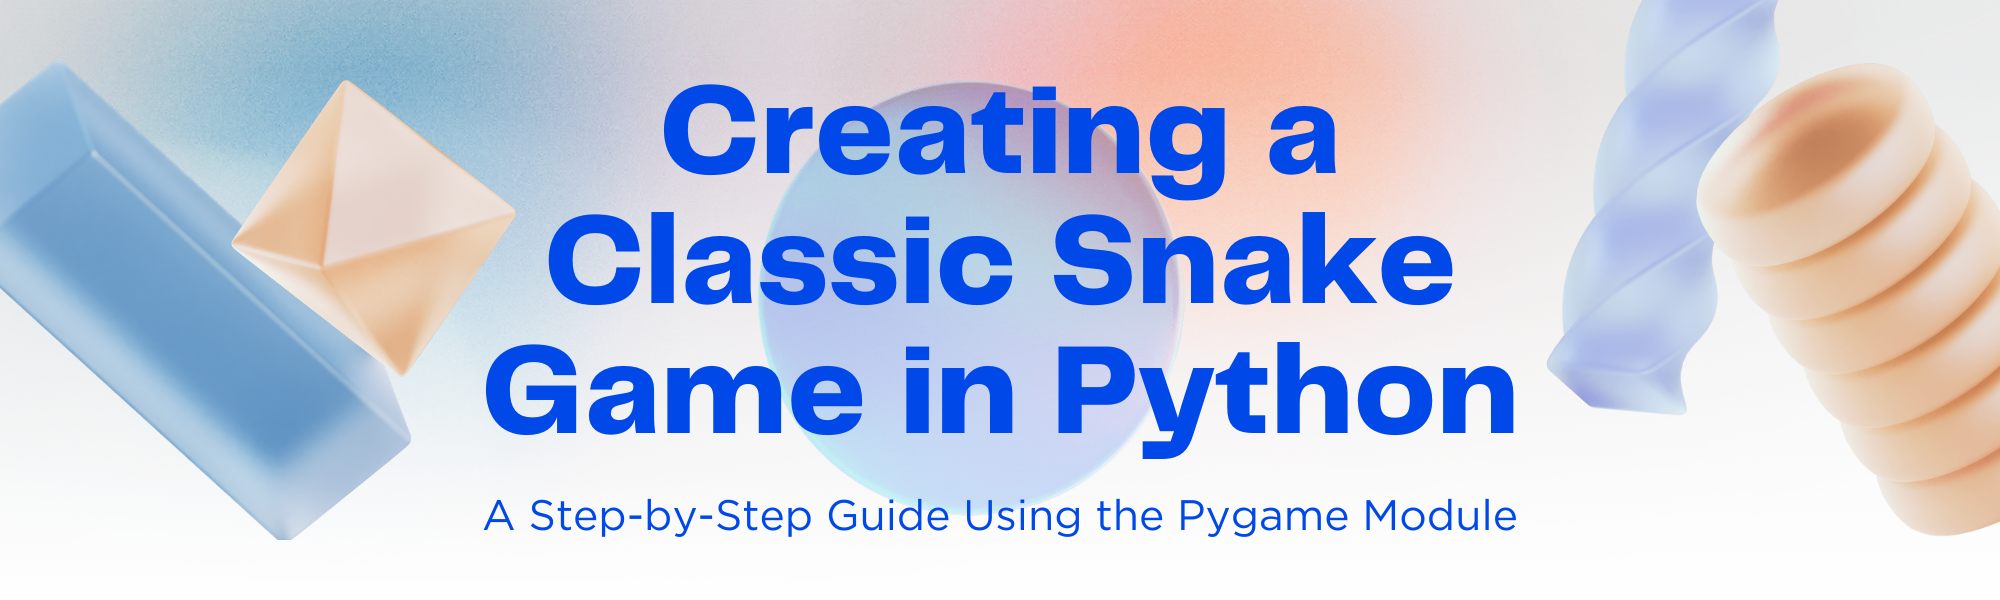 Creating a
Classic Snake
Game in Python
A Step-by-Step Guide Using the Pygame Module